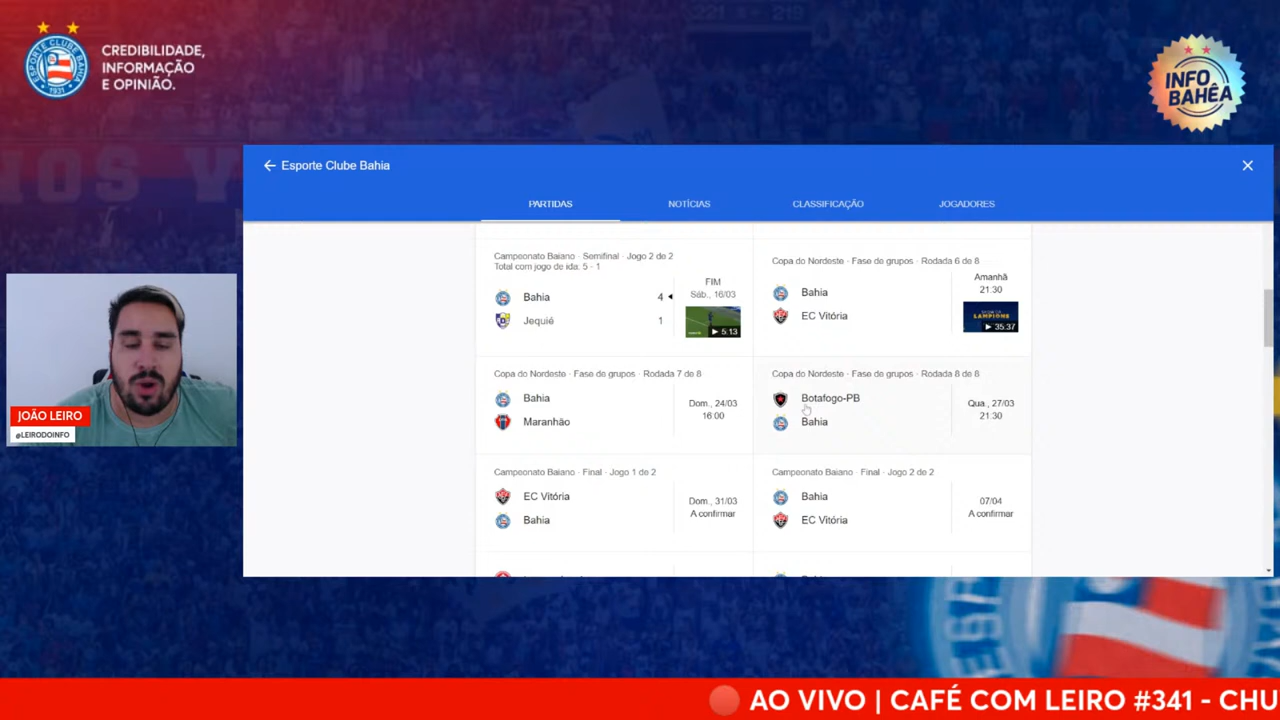 CREDIBILIDADE,
INFORMAÇÃO
E OPINIÃO.
ESPORTE CLUBE BAHIA
1931
INFO
BAHÊA
Esporte Clube Bahia
PARTIDAS
NOTÍCIAS
CLASSIFICAÇÃO
JOGADORES
Campeonato Baiano · Semifinal · Jogo 2 de 2
Total com jogo de ida: 5 - 1
Bahia 4
Jequié 1
FIM
Sáb., 16/03
5:13
Copa do Nordeste · Fase de grupos · Rodada 6 de 8
Bahia
EC Vitória
Amanhã
21:30
LAMPIONS
35:37
Copa do Nordeste · Fase de grupos · Rodada 7 de 8
Bahia
Maranhão
Dom., 24/03
16:00
Copa do Nordeste · Fase de grupos · Rodada 8 de 8
Botafogo-PB
Bahia
Qua., 27/03
21:30
Campeonato Baiano · Final · Jogo 1 de 2
EC Vitória
Bahia
Dom., 31/03
A confirmar
Campeonato Baiano · Final · Jogo 2 de 2
Bahia
EC Vitória
07/04
A confirmar
JOÃO LEIRO
@LEIRODOINFO
AO VIVO | CAFÉ COM LEIRO #341 - CHU